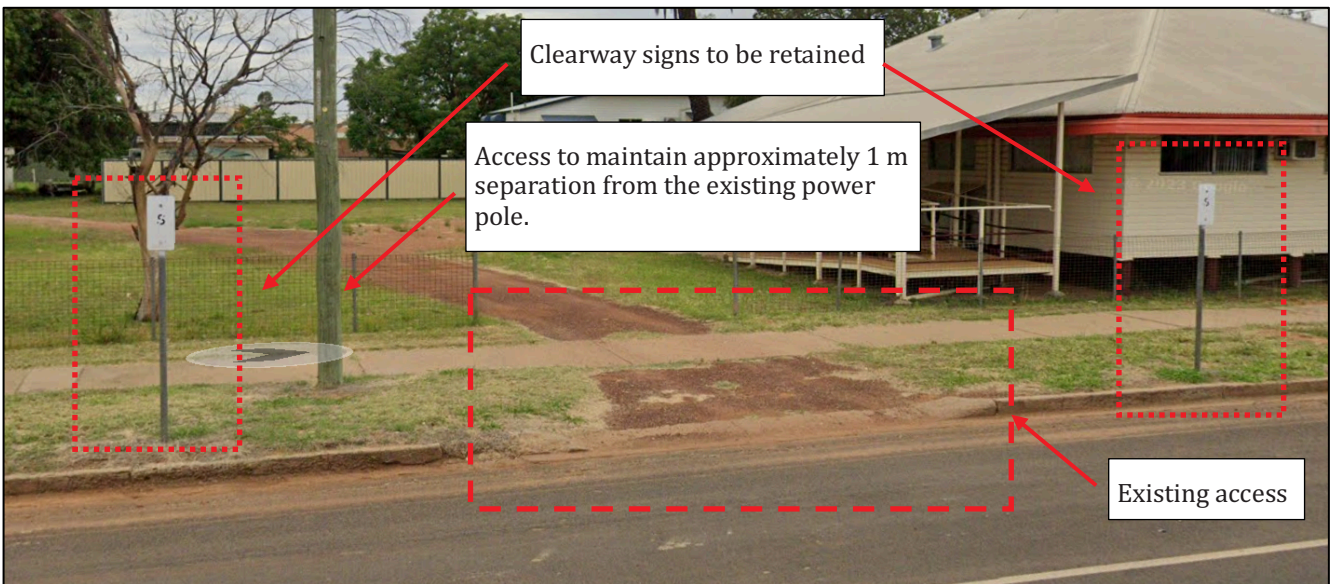 Clearway signs to be retained
Access to maintain approximately 1 m
separation from the existing power
pole.
S
S
Existing access